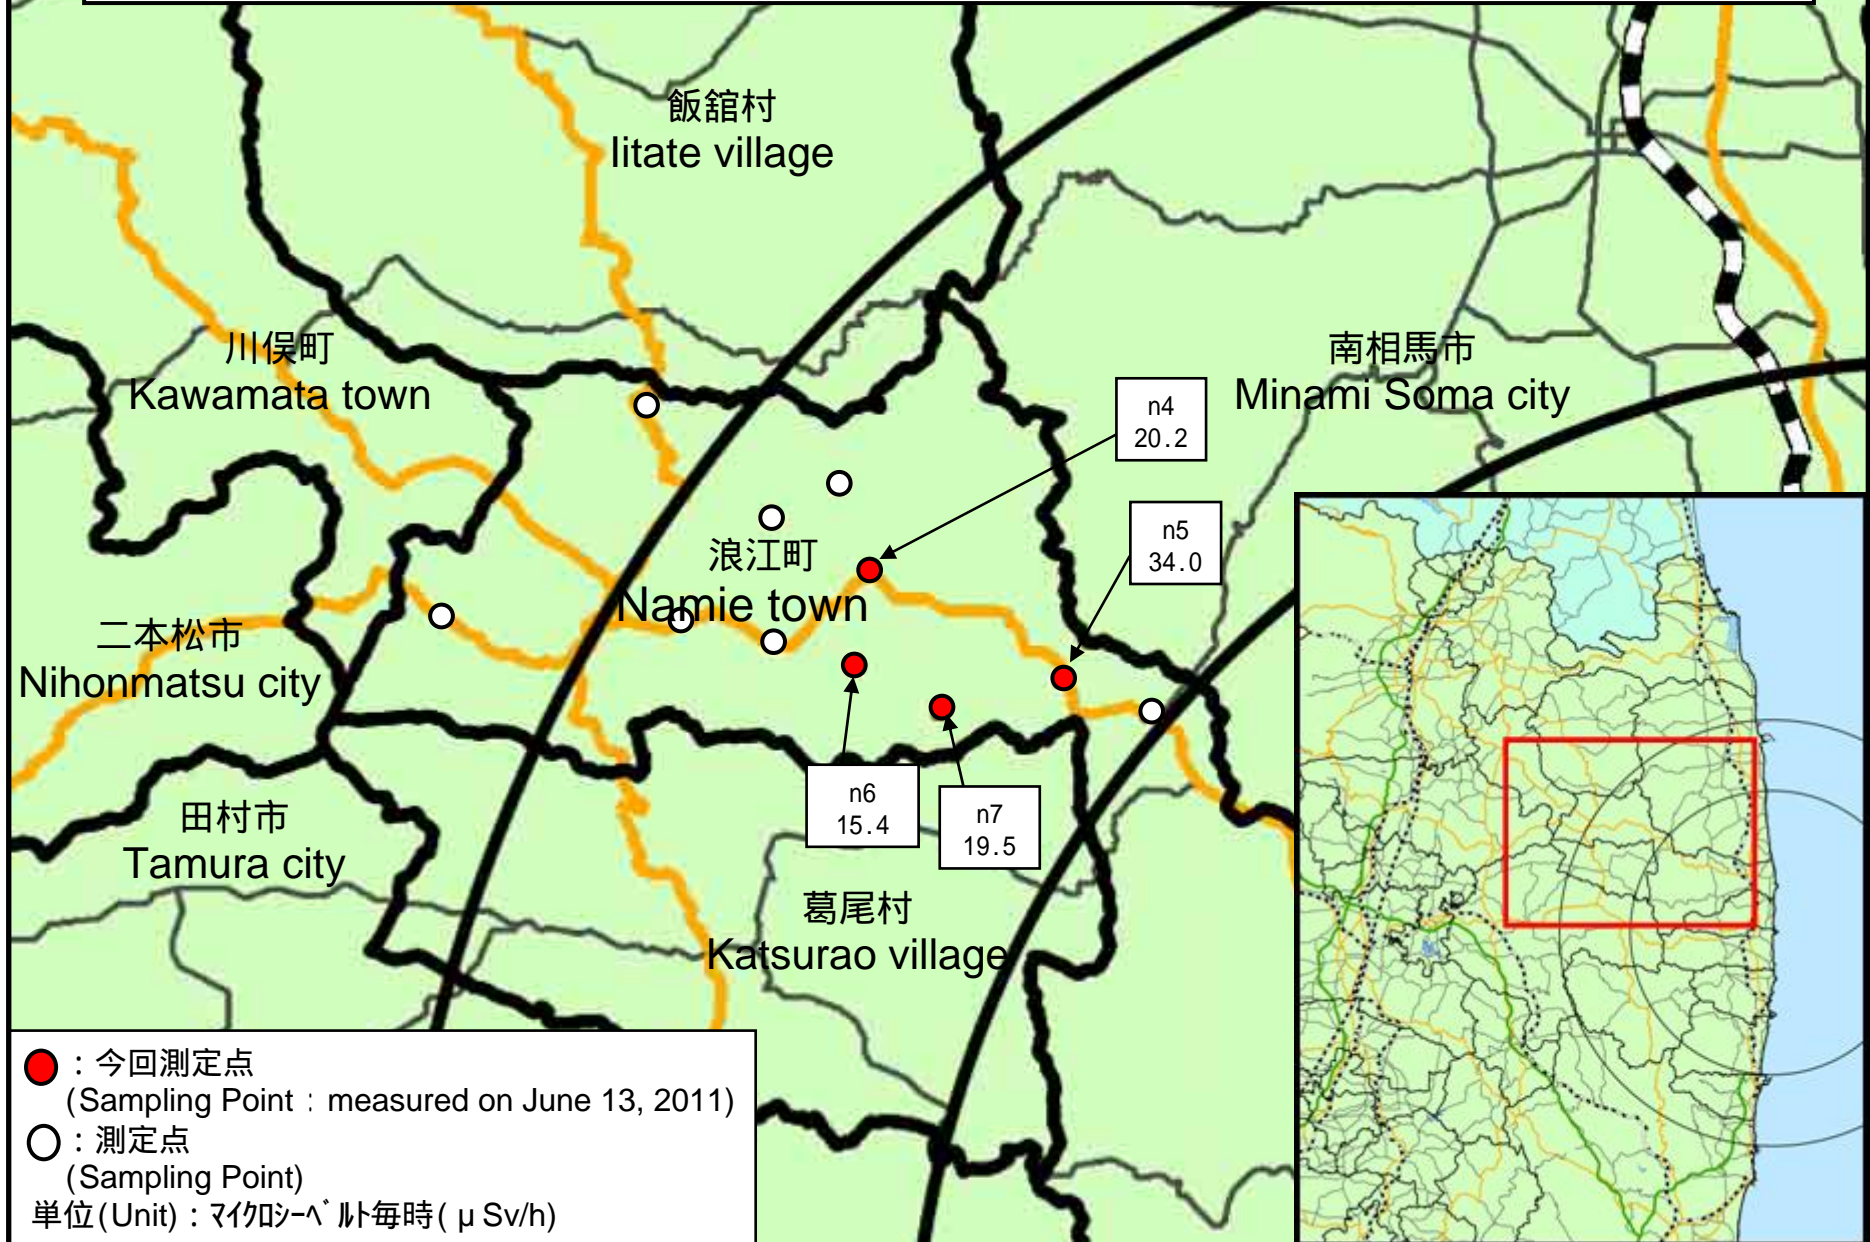 飯舘村
Iitate village
川俣町
Kawamata town
南相馬市
Minami Soma city
n4
20.2
n5
34.0
浪江町
Namie town
二本松市
Nihonmatsu city
n6
15.4
n7
19.5
田村市
Tamura city
葛尾村
Katsurao village
：今回測定点
(Sampling Point：measured on June 13, 2011)
：測定点
(Sampling Point)
単位(Unit)：ﾏｲｸﾛｼｰﾍﾞﾙﾄ毎時( μ Sv/h)